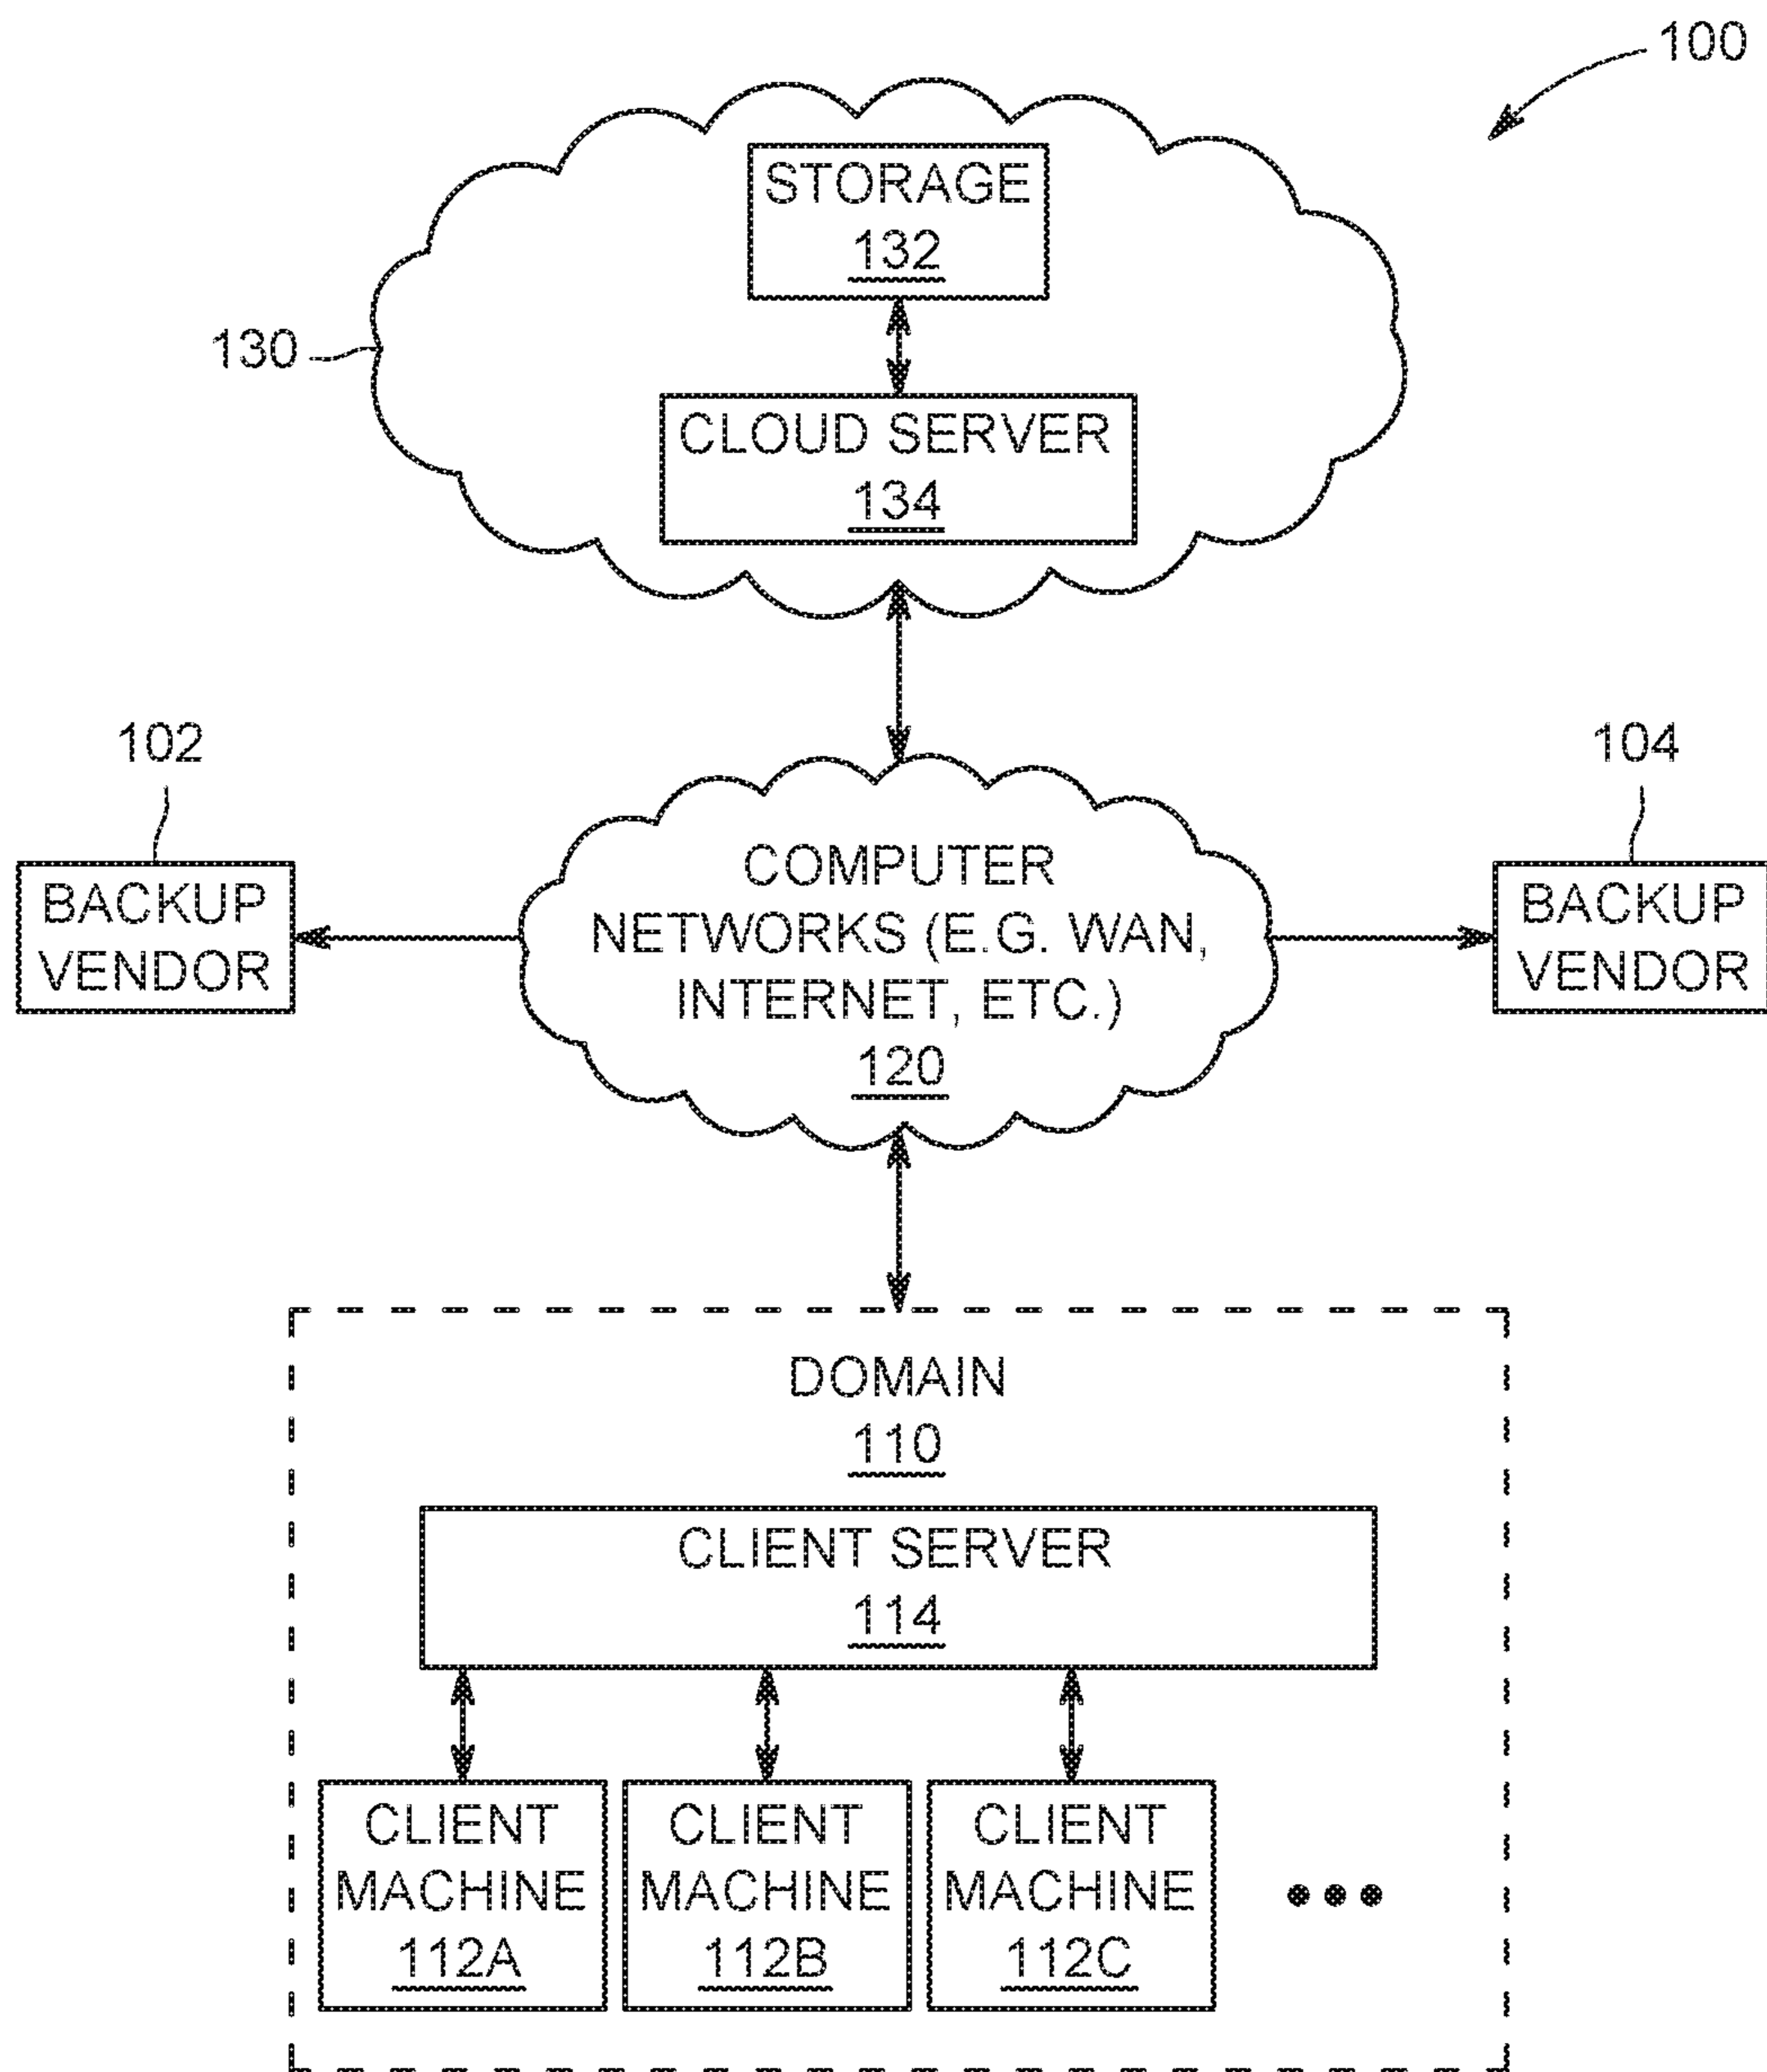 100
STORAGE
132
130
CLOUD SERVER
134
102
104
BACKUP
VENDOR
COMPUTER
NETWORKS (E.G. WAN,
INTERNET, ETC.)
120
BACKUP
VENDOR
DOMAIN
110
CLIENT SERVER
114
CLIENT
MACHINE
112A
CLIENT
MACHINE
112B
CLIENT
MACHINE
112C